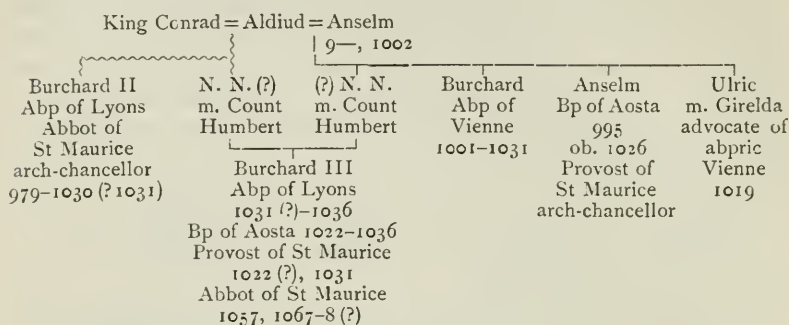 King Conrad = Aldiud = Anselm
9—, 1002
Burchard II
Abp of Lyons
Abbot of
St Maurice
arch-chancellor
979–1030 (? 1031)
N. N. (?)
m. Count
Humbert
(?) N. N.
m. Count
Humbert
Burchard
Abp of
Vienne
1001–1031
Anselm
Bp of Aosta
995
ob. 1026
Provost of
St Maurice
arch-chancellor
Ulric
m. Girelda
advocate of
abpric
Vienne
1019
Burchard III
Abp of Lyons
1031 (?)–1036
Bp of Aosta 1022–1036
Provost of St Maurice
1022 (?), 1031
Abbot of St Maurice
1057, 1067–8 (?)